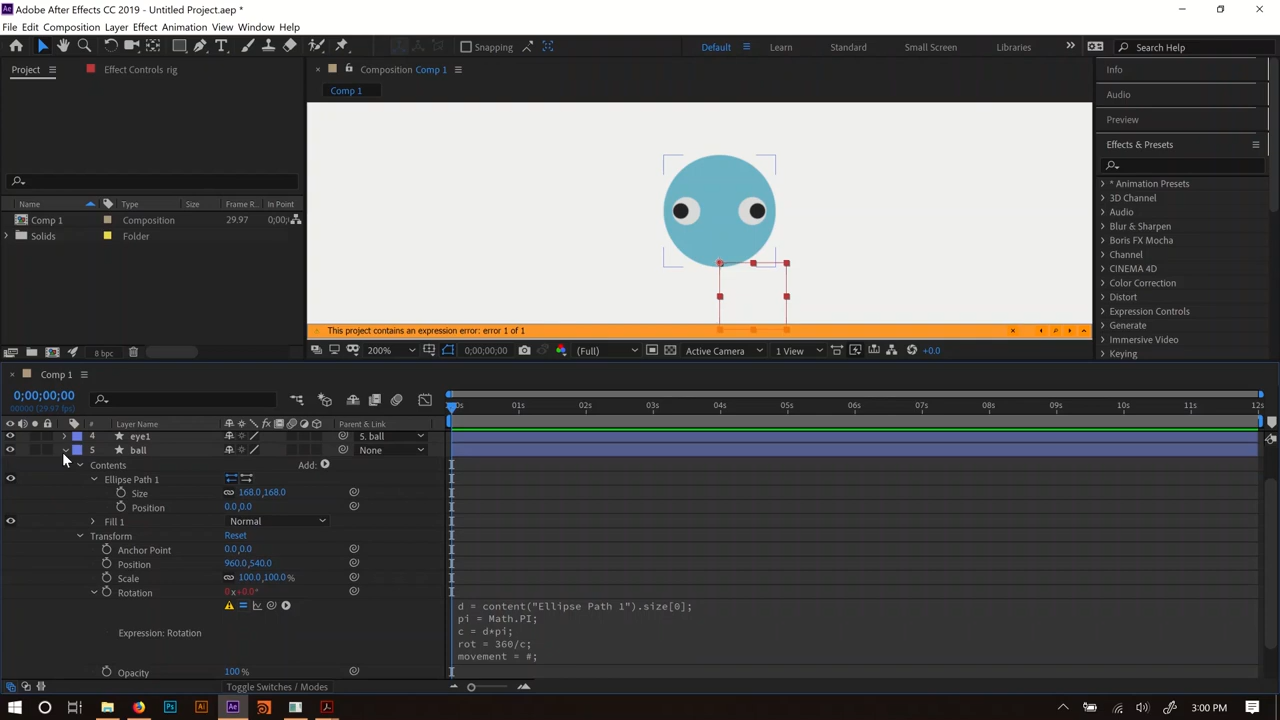 Adobe After Effects CC 2019 - Untitled Project.aep *
File Edit Composition Layer Effect Animation View Window Help
Snapping
Default
Learn
Standard
Small Screen
Libraries
Search Help
Project
Effect Controls rig
Composition Comp 1
Comp 1
Info
Audio
Preview
Effects & Presets
Name
Type
Size
Frame R..
In Point
Comp 1 Composition 29.97 0;00;
Solids Folder
* Animation Presets
3D Channel
Audio
Blur & Sharpen
Boris FX Mocha
Channel
CINEMA 4D
Color Correction
Distort
Expression Controls
Generate
Immersive Video
Keying
This project contains an expression error: error 1 of 1
8 bpc
200% 0;00;00;00 (Full) Active Camera 1 View +0.0
Comp 1
0;00;00;00
00000 (29.97 fps)
01s 02s 03s 04s 05s 06s 07s 08s 09s 10s 11s 12s
# Layer Name Parent & Link
4 eye1 5. ball
5 ball None
Contents Add:
Ellipse Path 1
Size 168.0,168.0
Position 0.0,0.0
Fill 1 Normal
Transform Reset
Anchor Point 0.0,0.0
Position 960.0,540.0
Scale 100.0,100.0 %
Rotation 0 x +0.0°
d = content("Ellipse Path 1").size[0];
pi = Math.PI;
Expression: Rotation
c = d*pi;
rot = 360/c;
movement = #;
Opacity 100 %
Toggle Switches / Modes
3:00 PM